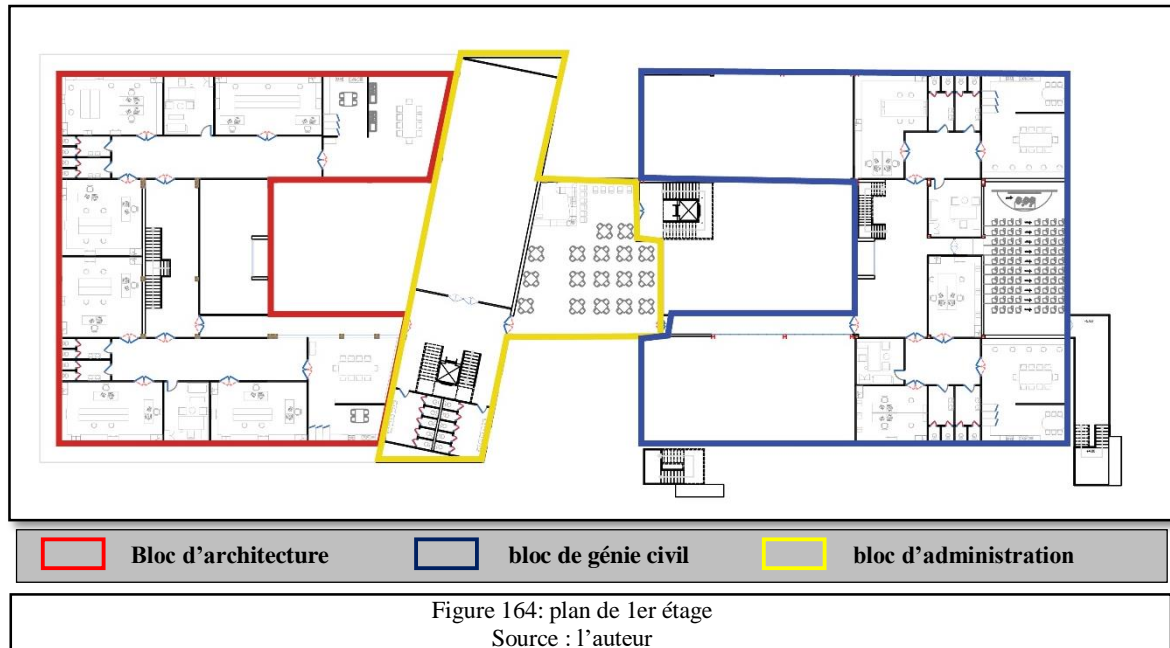 Bloc d'architecture
bloc de génie civil
bloc d'administration
Figure 164: plan de 1er étage
Source : l'auteur